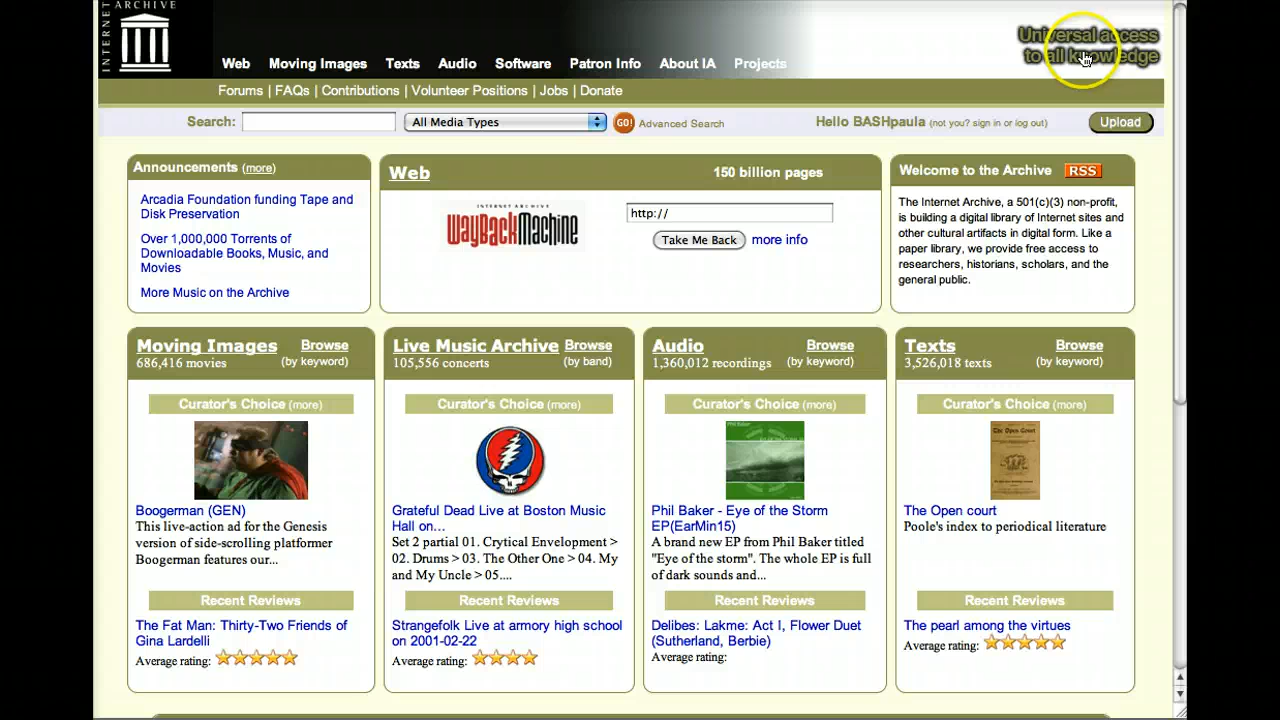 INTERNET
ARCHIVE
Universal access
to all knowledge
Web Moving Images Texts Audio Software Patron Info About IA Projects
Forums | FAQs | Contributions | Volunteer Positions | Jobs | Donate
Search: All Media Types GO! Advanced Search Hello BASHpaula (not you? sign in or log out) Upload
Announcements (more)
Arcadia Foundation funding Tape and
Disk Preservation
Over 1,000,000 Torrents of
Downloadable Books, Music, and
Movies
More Music on the Archive
Web 150 billion pages
INTERNET ARCHIVE
WayBackMachine
http://
Take Me Back more info
Welcome to the Archive RSS
The Internet Archive, a 501(c)(3) non-profit,
is building a digital library of Internet sites and
other cultural artifacts in digital form. Like a
paper library, we provide free access to
researchers, historians, scholars, and the
general public.
Moving Images Browse
686,416 movies (by keyword)
Curator's Choice (more)
Boogerman (GEN)
This live-action ad for the Genesis
version of side-scrolling platformer
Boogerman features our...
Recent Reviews
The Fat Man: Thirty-Two Friends of
Gina Lardelli
Average rating:
Live Music Archive Browse
105,556 concerts (by band)
Curator's Choice (more)
Grateful Dead Live at Boston Music
Hall on...
Set 2 partial 01. Cryptical Envelopment >
02. Drums > 03. The Other One > 04. My
and My Uncle > 05....
Recent Reviews
Strangefolk Live at armory high school
on 2001-02-22
Average rating:
Audio Browse
1,360,012 recordings (by keyword)
Curator's Choice (more)
Phil Baker
Phil Baker - Eye of the Storm
EP(EarMin15)
A brand new EP from Phil Baker titled
"Eye of the storm". The whole EP is full
of dark sounds and...
Recent Reviews
Delibes: Lakme: Act I, Flower Duet
(Sutherland, Berbie)
Average rating:
Texts Browse
3,526,018 texts (by keyword)
Curator's Choice (more)
The Open Court
The Open court
Poole's index to periodical literature
Recent Reviews
The pearl among the virtues
Average rating: